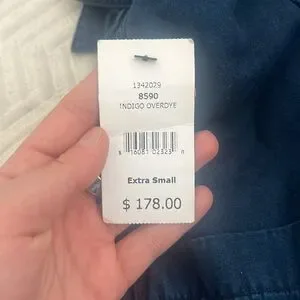 1342029
8590
INDIGO OVERDYE
Extra Small
$ 178.00